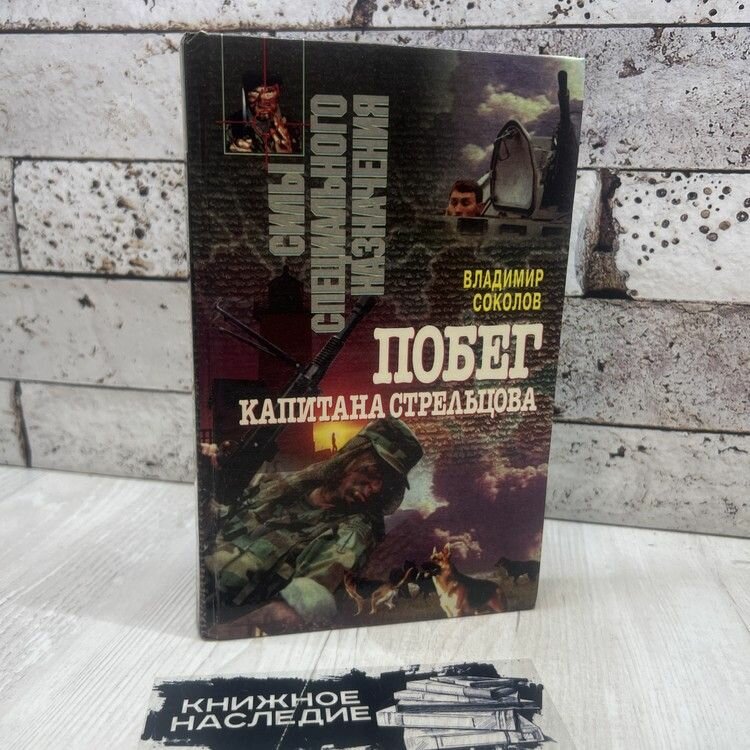 СИЛЫ
СПЕЦИАЛЬНОГО
НАЗНАЧЕНИЯ
ВЛАДИМИР
СОКОЛОВ
ПОБЕГ
КАПИТАНА СТРЕЛЬЦОВА
КНИЖНОЕ
НАСЛЕДИЕ